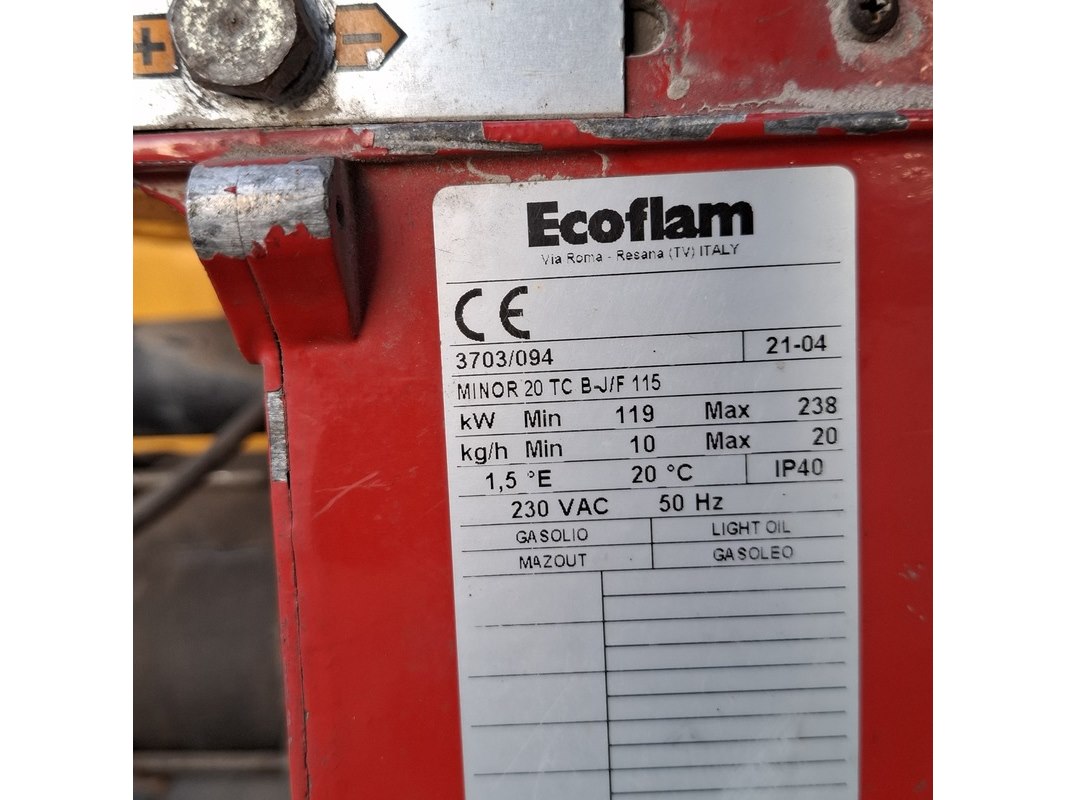 + −
Ecoflam
Via Roma - Resana (TV) ITALY
CE
3703/094 21-04
MINOR 20 TC B-J/F 115
kW Min 119 Max 238
kg/h Min 10 Max 20
1,5 °E 20 °C IP40
230 VAC 50 Hz
GASOLIO LIGHT OIL
MAZOUT GASOLEO